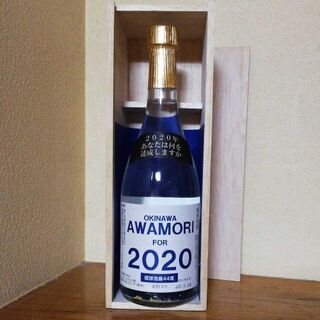 2020年
あなたは何を
達成しますか
OKINAWA
AWAMORI
FOR
2020
琉球泡盛44度